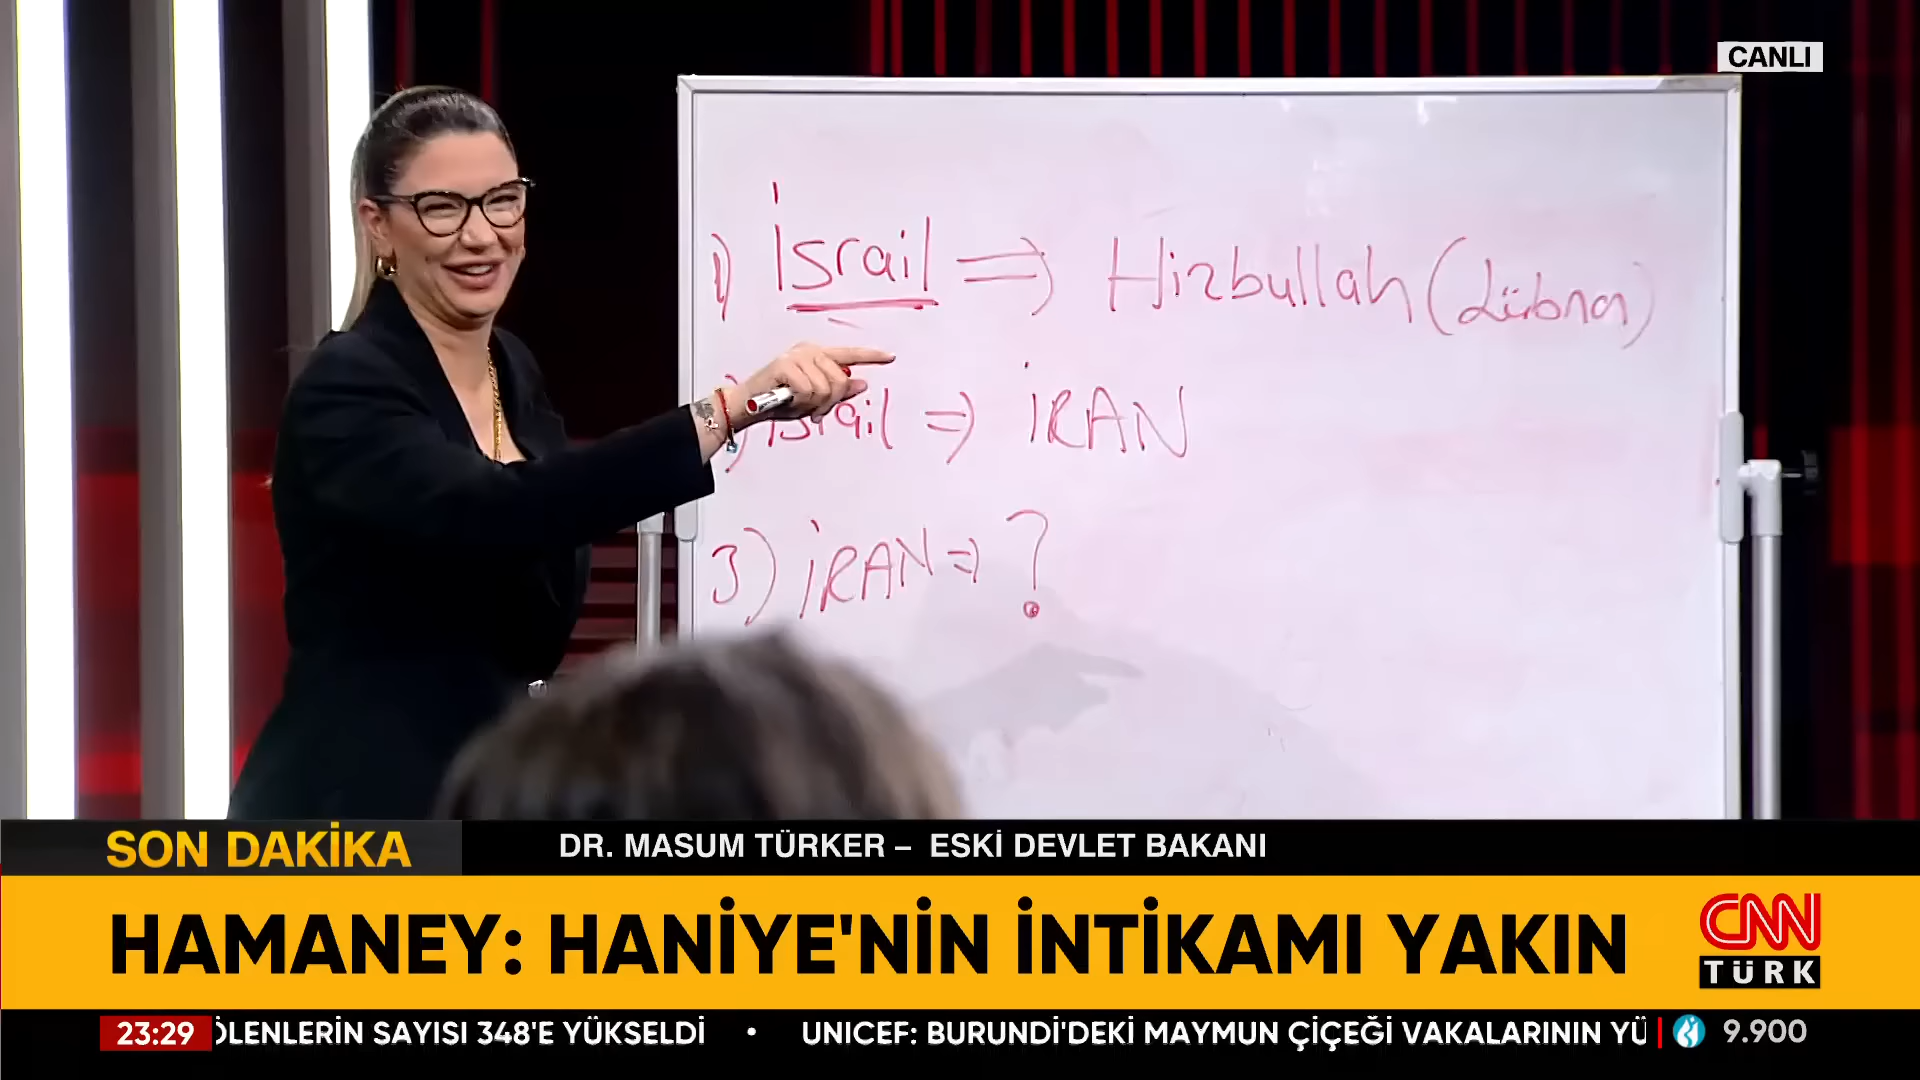 CANLI
1) İsrail => Hizbullah (Lübnan)
) İsrail => İRAN
3) İRAN => ?
SON DAKİKA
DR. MASUM TÜRKER – ESKİ DEVLET BAKANI
HAMANEY: HANİYE'NİN İNTİKAMI YAKIN
CNN
TÜRK
23:29 ÖLENLERİN SAYISI 348'E YÜKSELDİ • UNICEF: BURUNDİ'DEKİ MAYMUN ÇİÇEĞİ VAKALARININ YÜ 9.900